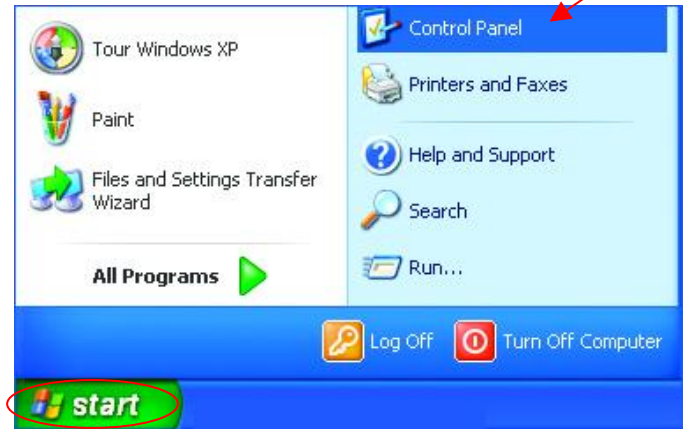 Tour Windows XP
Paint
Files and Settings Transfer
Wizard
All Programs
Control Panel
Printers and Faxes
Help and Support
Search
Run...
Log Off
Turn Off Computer
start